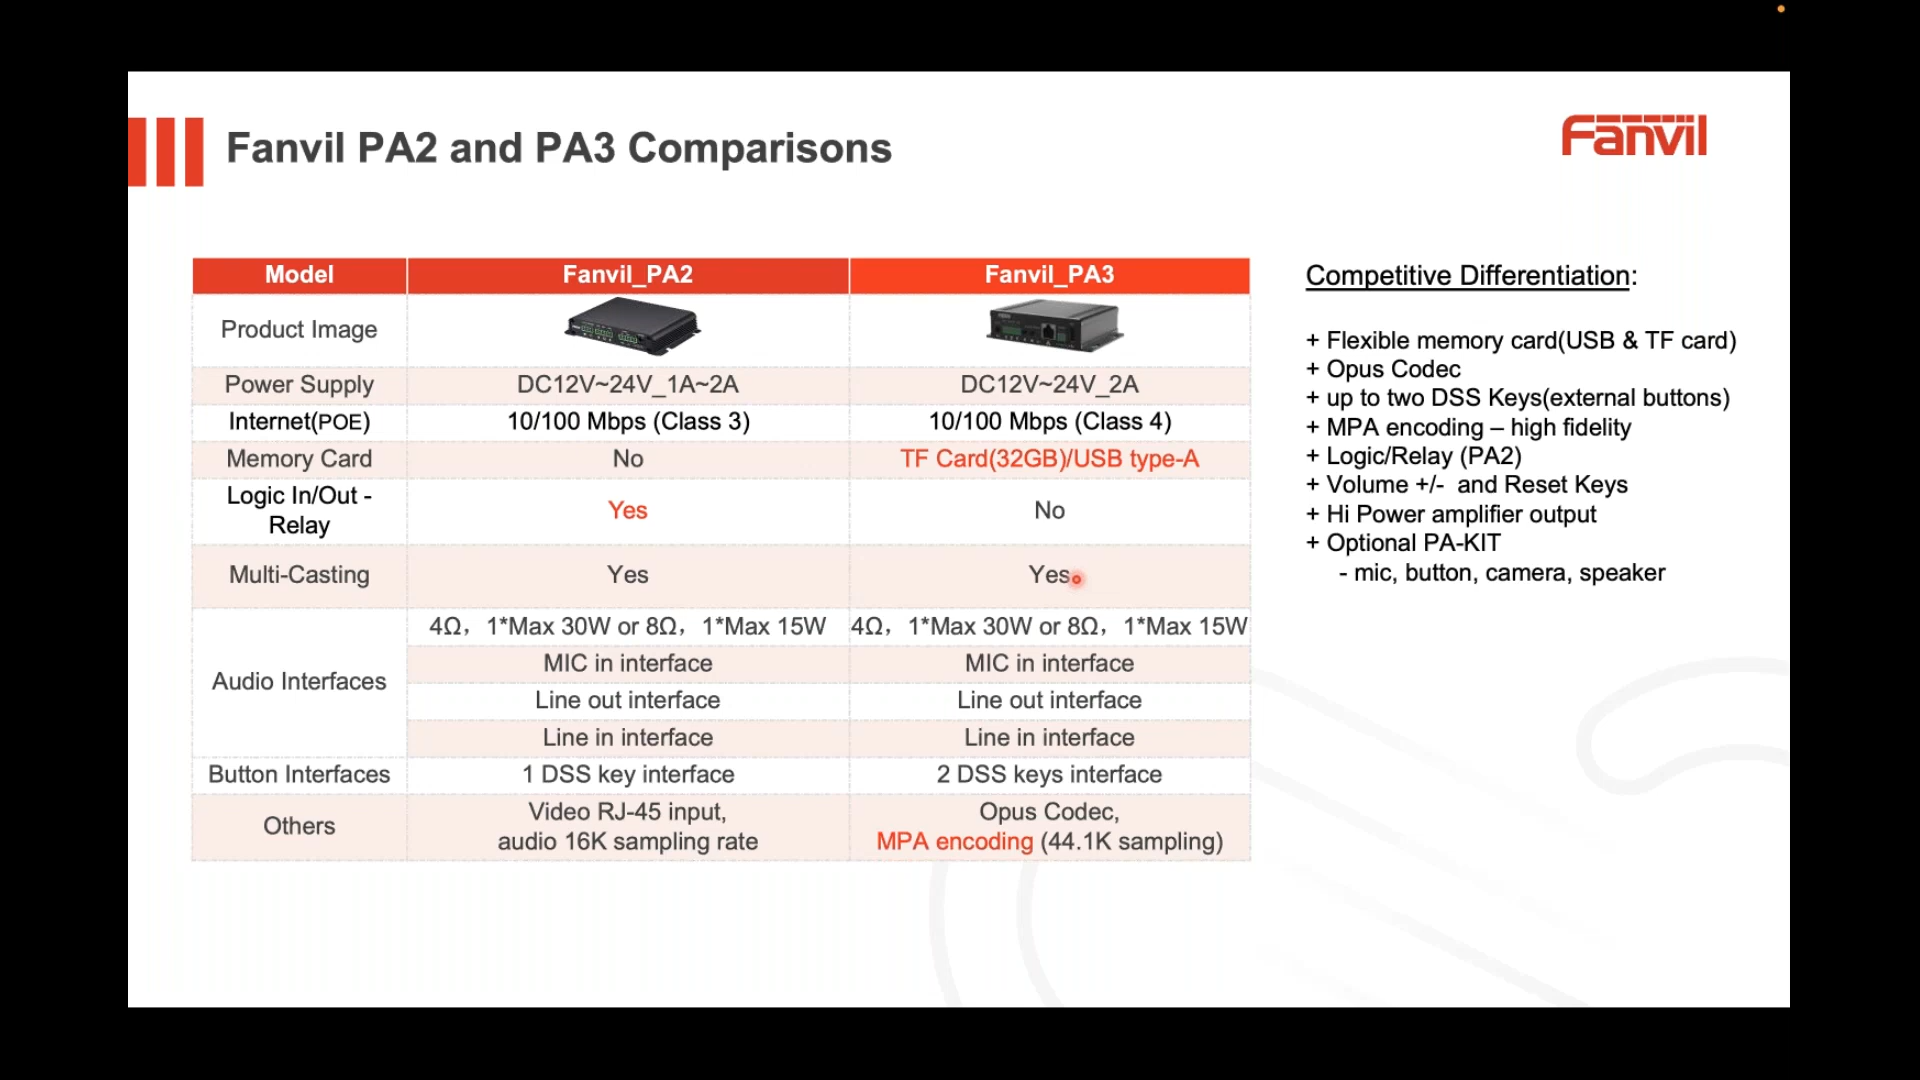 Fanvil PA2 and PA3 Comparisons
Fanvil
Model Fanvil_PA2 Fanvil_PA3
Product Image
Power Supply DC12V~24V_1A~2A DC12V~24V_2A
Internet(POE) 10/100 Mbps (Class 3) 10/100 Mbps (Class 4)
Memory Card No TF Card(32GB)/USB type-A
Logic In/Out -
Relay Yes No
Multi-Casting Yes Yes
Audio Interfaces
4Ω，1*Max 30W or 8Ω，1*Max 15W 4Ω，1*Max 30W or 8Ω，1*Max 15W
MIC in interface MIC in interface
Line out interface Line out interface
Line in interface Line in interface
Button Interfaces 1 DSS key interface 2 DSS keys interface
Others
Video RJ-45 input, Opus Codec,
audio 16K sampling rate MPA encoding (44.1K sampling)
Competitive Differentiation:
+ Flexible memory card(USB & TF card)
+ Opus Codec
+ up to two DSS Keys(external buttons)
+ MPA encoding – high fidelity
+ Logic/Relay (PA2)
+ Volume +/-  and Reset Keys
+ Hi Power amplifier output
+ Optional PA-KIT
- mic, button, camera, speaker